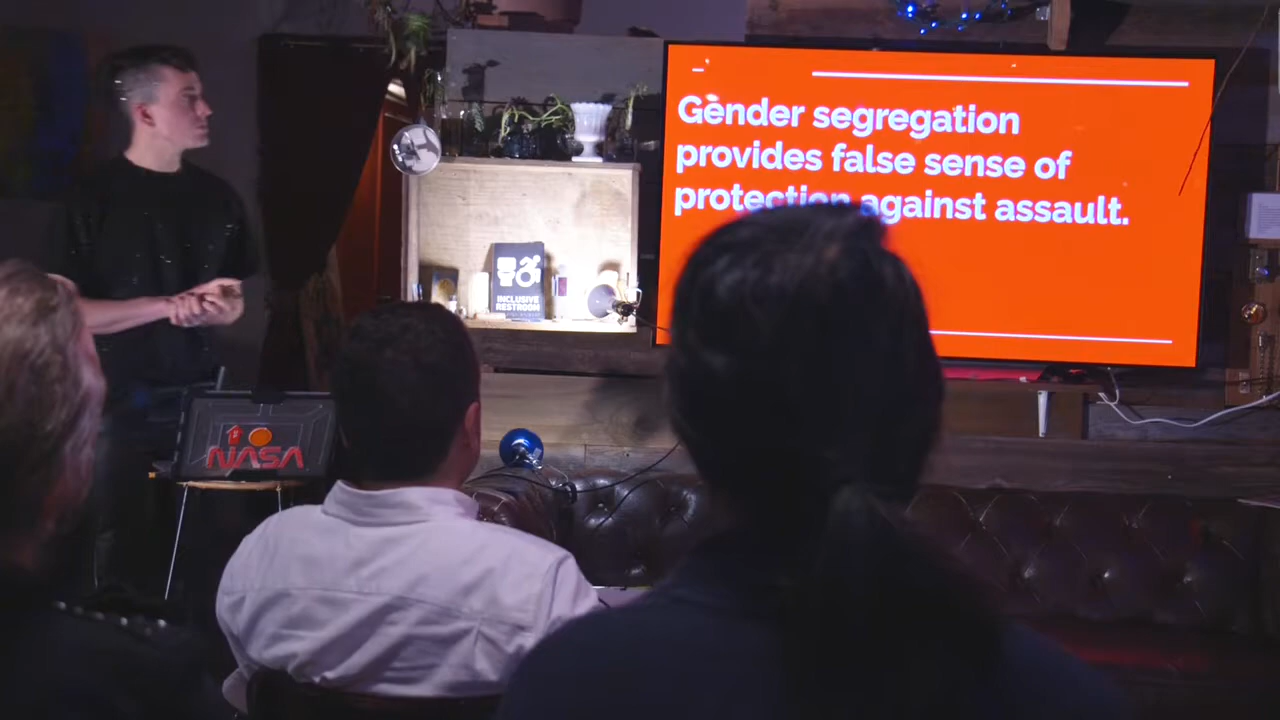 Gender segregation
provides false sense of
protection against assault.
INCLUSIVE
RESTROOM
NASA